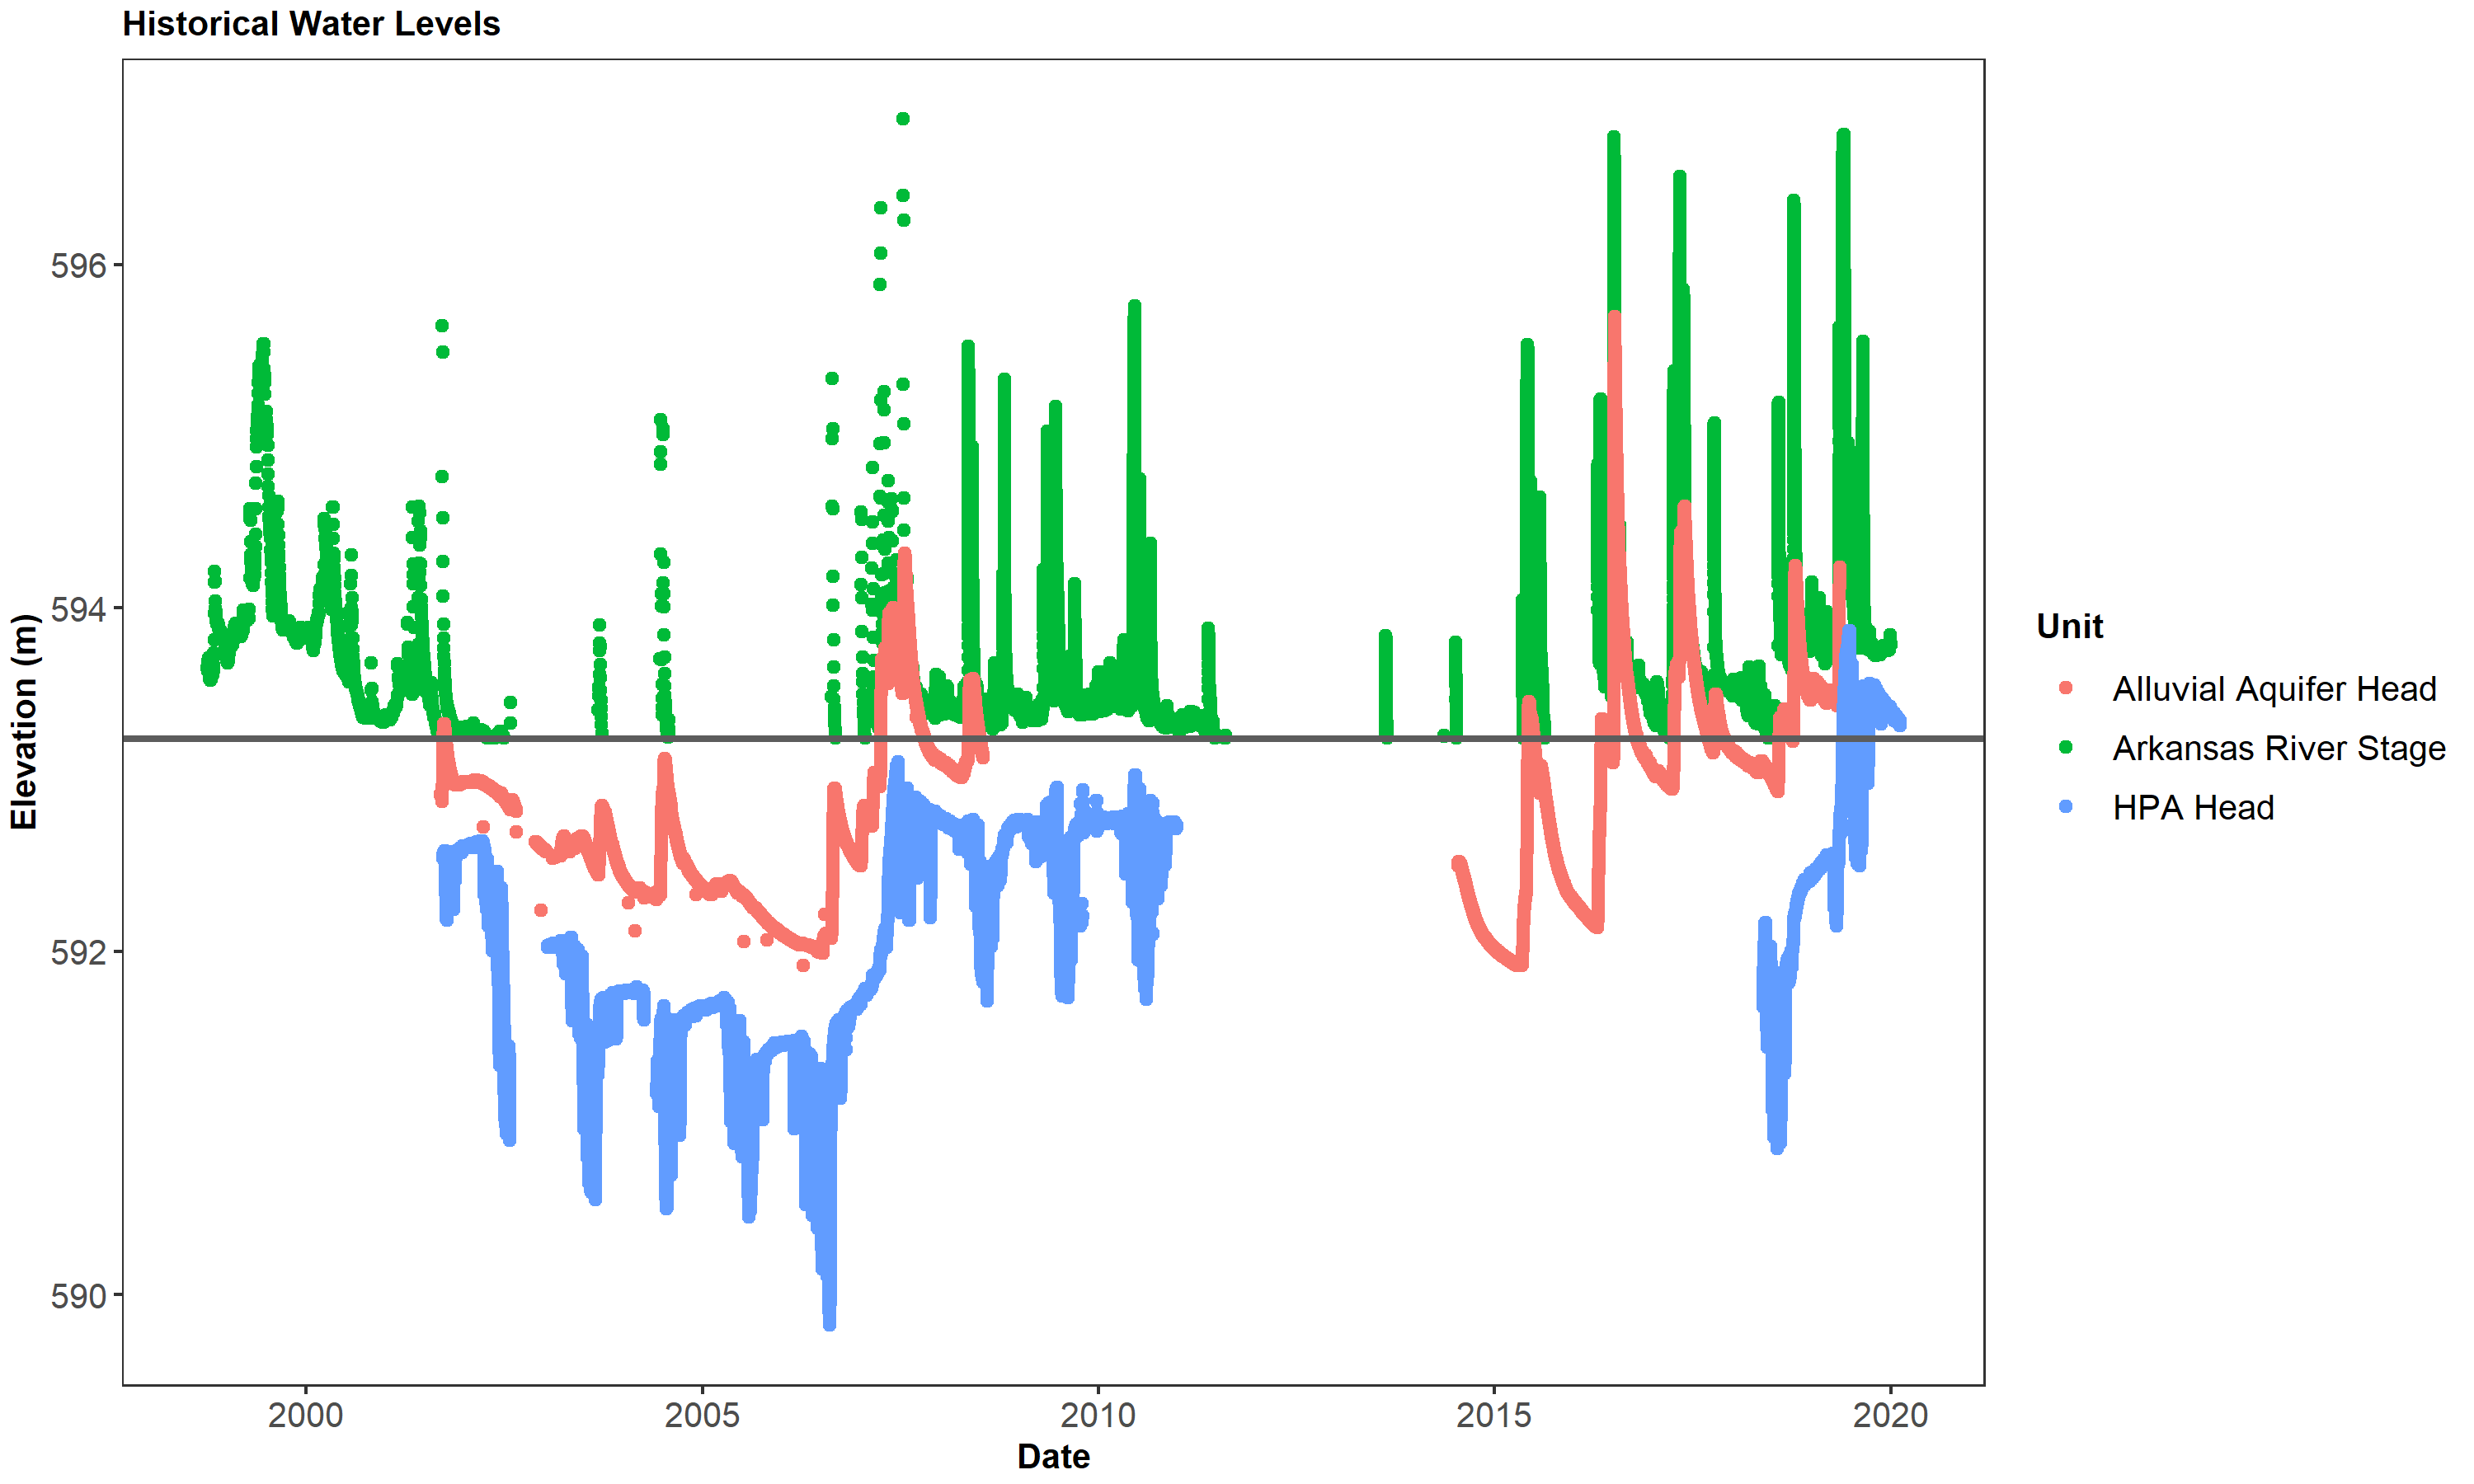 Historical Water Levels
596
594
592
590
Elevation (m)
2000 2005 2010 2015 2020
Date
Unit
Alluvial Aquifer Head
Arkansas River Stage
HPA Head